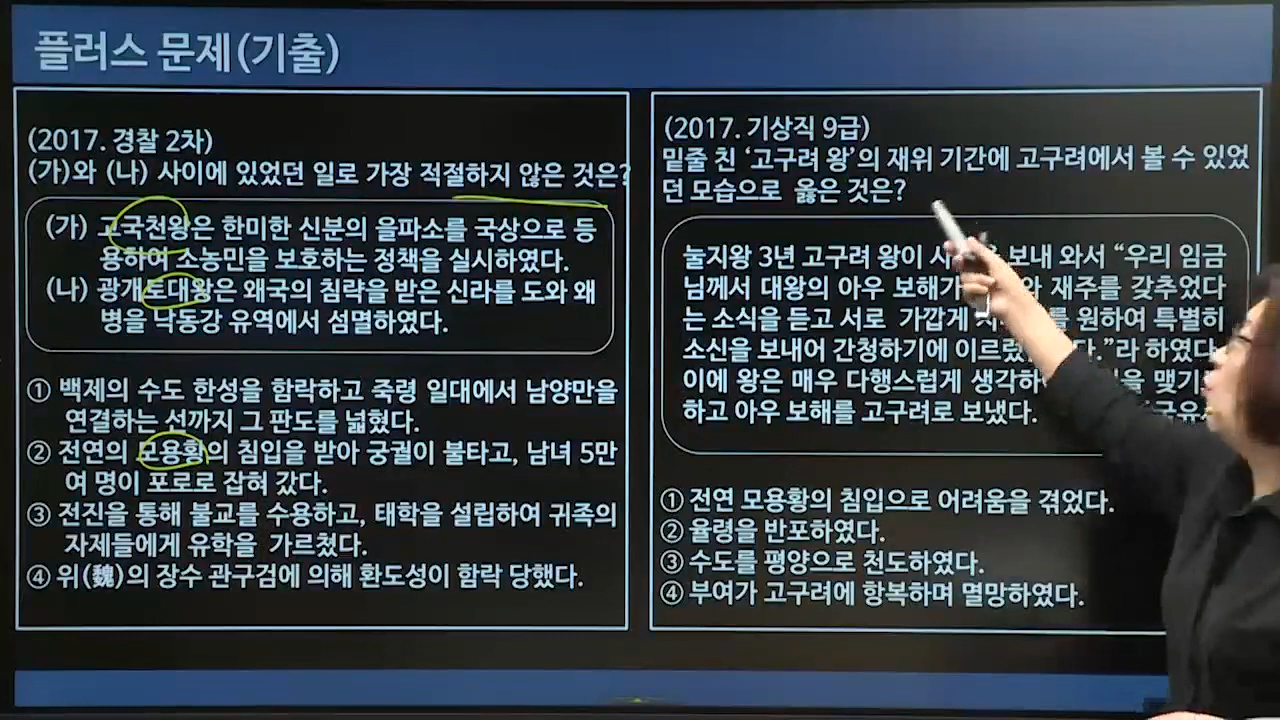 플러스 문제(기출)
(2017. 경찰 2차)
(가)와 (나) 사이에 있었던 일로 가장 적절하지 않은 것은?
(가) 고국천왕은 한미한 신분의 을파소를 국상으로 등
용하여 소농민을 보호하는 정책을 실시하였다.
(나) 광개토대왕은 왜국의 침략을 받은 신라를 도와 왜
병을 낙동강 유역에서 섬멸하였다.
① 백제의 수도 한성을 함락하고 죽령 일대에서 남양만을
연결하는 선까지 그 판도를 넓혔다.
② 전연의 모용황의 침입을 받아 궁궐이 불타고, 남녀 5만
여 명이 포로로 잡혀 갔다.
③ 전진을 통해 불교를 수용하고, 태학을 설립하여 귀족의
자제들에게 유학을 가르쳤다.
④ 위(魏)의 장수 관구검에 의해 환도성이 함락 당했다.
(2017. 기상직 9급)
밑줄 친 ‘고구려 왕’의 재위 기간에 고구려에서 볼 수 있었
던 모습으로 옳은 것은?
눌지왕 3년 고구려 왕이 보내 와서 “우리 임금
님께서 대왕의 아우 보해가 재주를 갖추었다
는 소식을 듣고 서로 가깝게 원하여 특별히
소신을 보내어 간청하기에 이르렀 다.”라 하였다.
이에 왕은 매우 다행스럽게 생각하 맺기
하고 아우 보해를 고구려로 보냈다.
① 전연 모용황의 침입으로 어려움을 겪었다.
② 율령을 반포하였다.
③ 수도를 평양으로 천도하였다.
④ 부여가 고구려에 항복하며 멸망하였다.